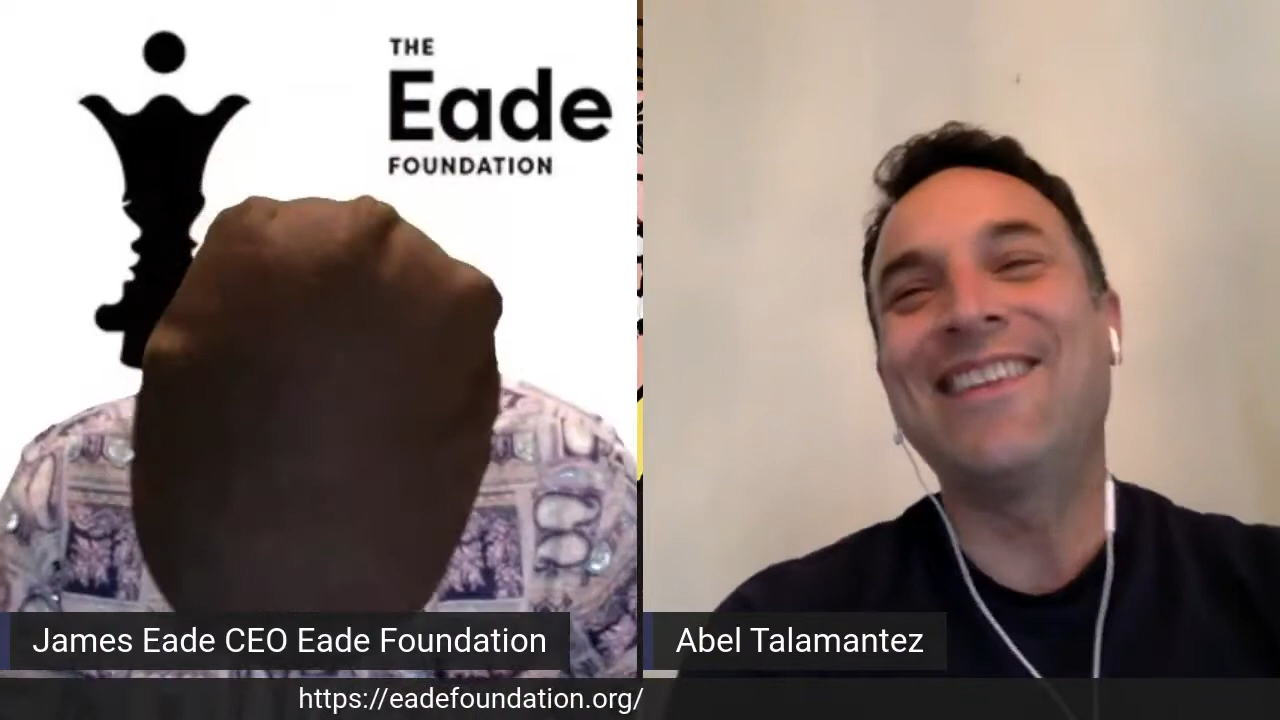 THE
Eade
FOUNDATION
James Eade CEO Eade Foundation
Abel Talamantez
https://eadefoundation.org/